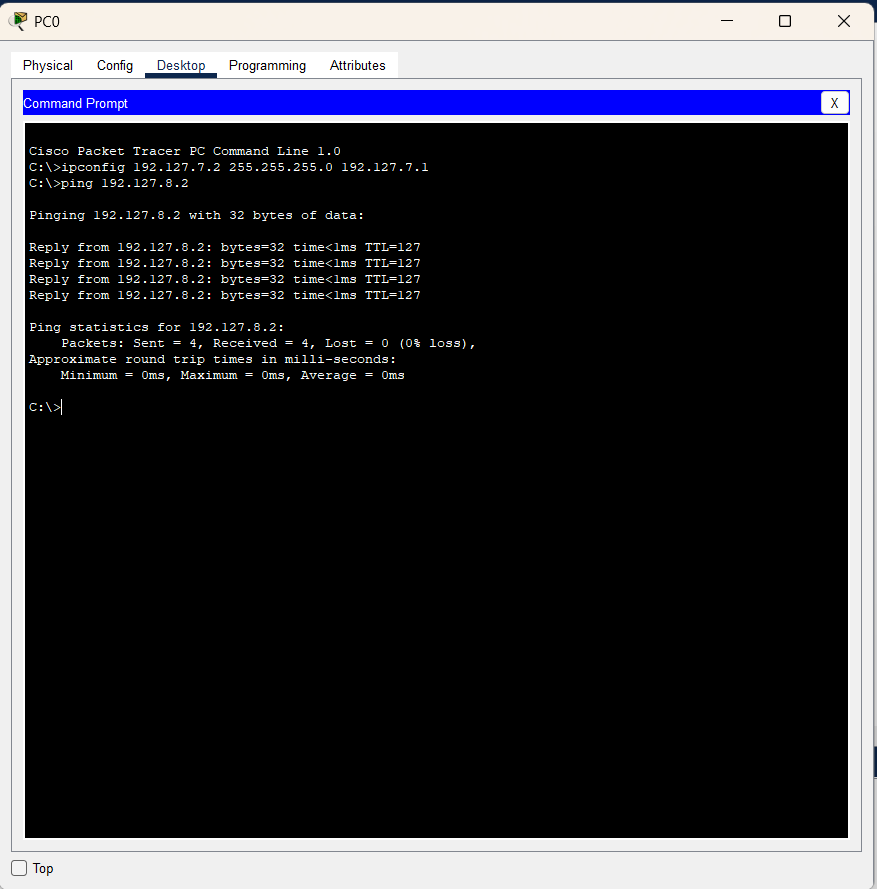 PC0
Physical Config Desktop Programming Attributes
Command Prompt
X
Cisco Packet Tracer PC Command Line 1.0
C:\>ipconfig 192.127.7.2 255.255.255.0 192.127.7.1
C:\>ping 192.127.8.2
Pinging 192.127.8.2 with 32 bytes of data:
Reply from 192.127.8.2: bytes=32 time<1ms TTL=127
Reply from 192.127.8.2: bytes=32 time<1ms TTL=127
Reply from 192.127.8.2: bytes=32 time<1ms TTL=127
Reply from 192.127.8.2: bytes=32 time<1ms TTL=127
Ping statistics for 192.127.8.2:
Packets: Sent = 4, Received = 4, Lost = 0 (0% loss),
Approximate round trip times in milli-seconds:
Minimum = 0ms, Maximum = 0ms, Average = 0ms
C:\>
Top